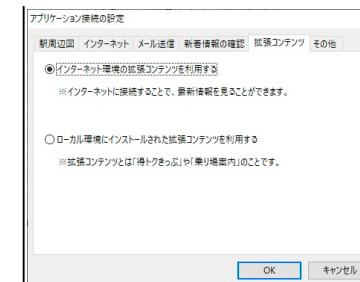 アプリケーション接続の設定
駅周辺図 インターネット メール送信 新着情報の確認 拡張コンテンツ その他
インターネット環境の拡張コンテンツを利用する
※インターネットに接続することで、最新情報を見ることができます。
ローカル環境にインストールされた拡張コンテンツを利用する
※拡張コンテンツとは「得トクきっぷ」や「乗り場案内」のことです。
OK キャンセル